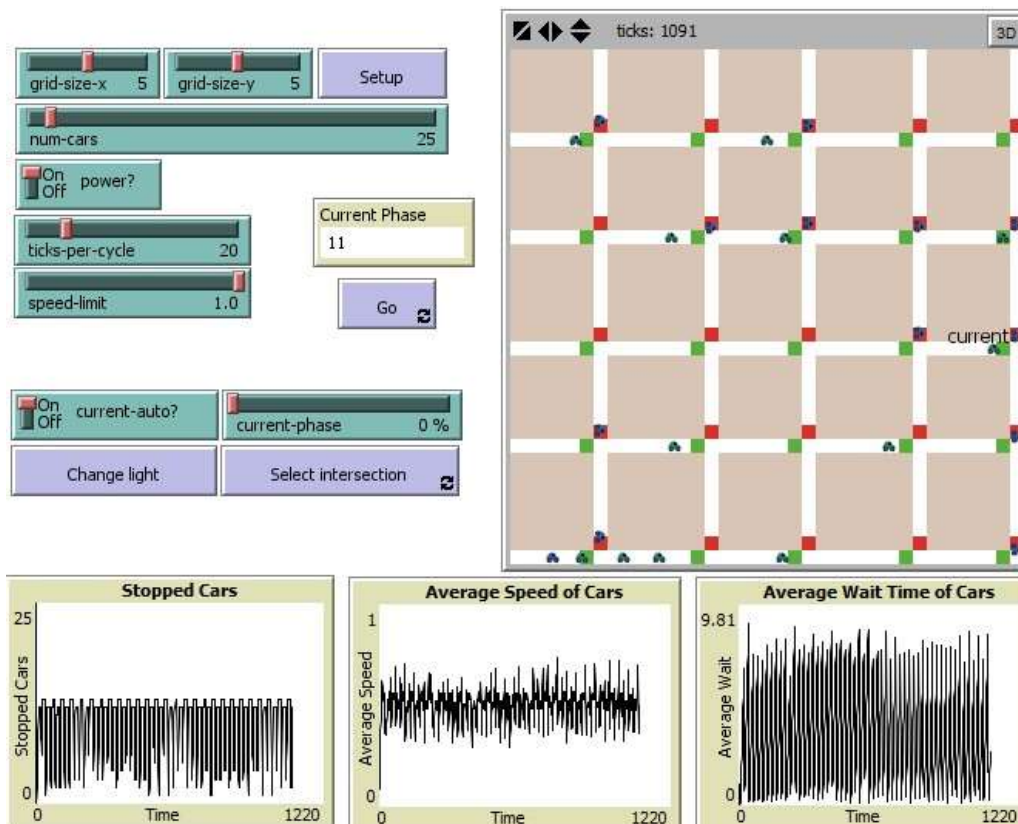 ticks: 1091
3D
grid-size-x 5
grid-size-y 5
Setup
num-cars 25
On
Off
power?
Current Phase
11
ticks-per-cycle 20
speed-limit 1.0
Go
current
On
Off
current-auto?
current-phase 0 %
Change light
Select intersection
Stopped Cars
25
Stopped Cars
0
0
Time
1220
Average Speed of Cars
1
Average Speed
0
0
Time
1220
Average Wait Time of Cars
9.81
Average Wait
0
0
Time
1220